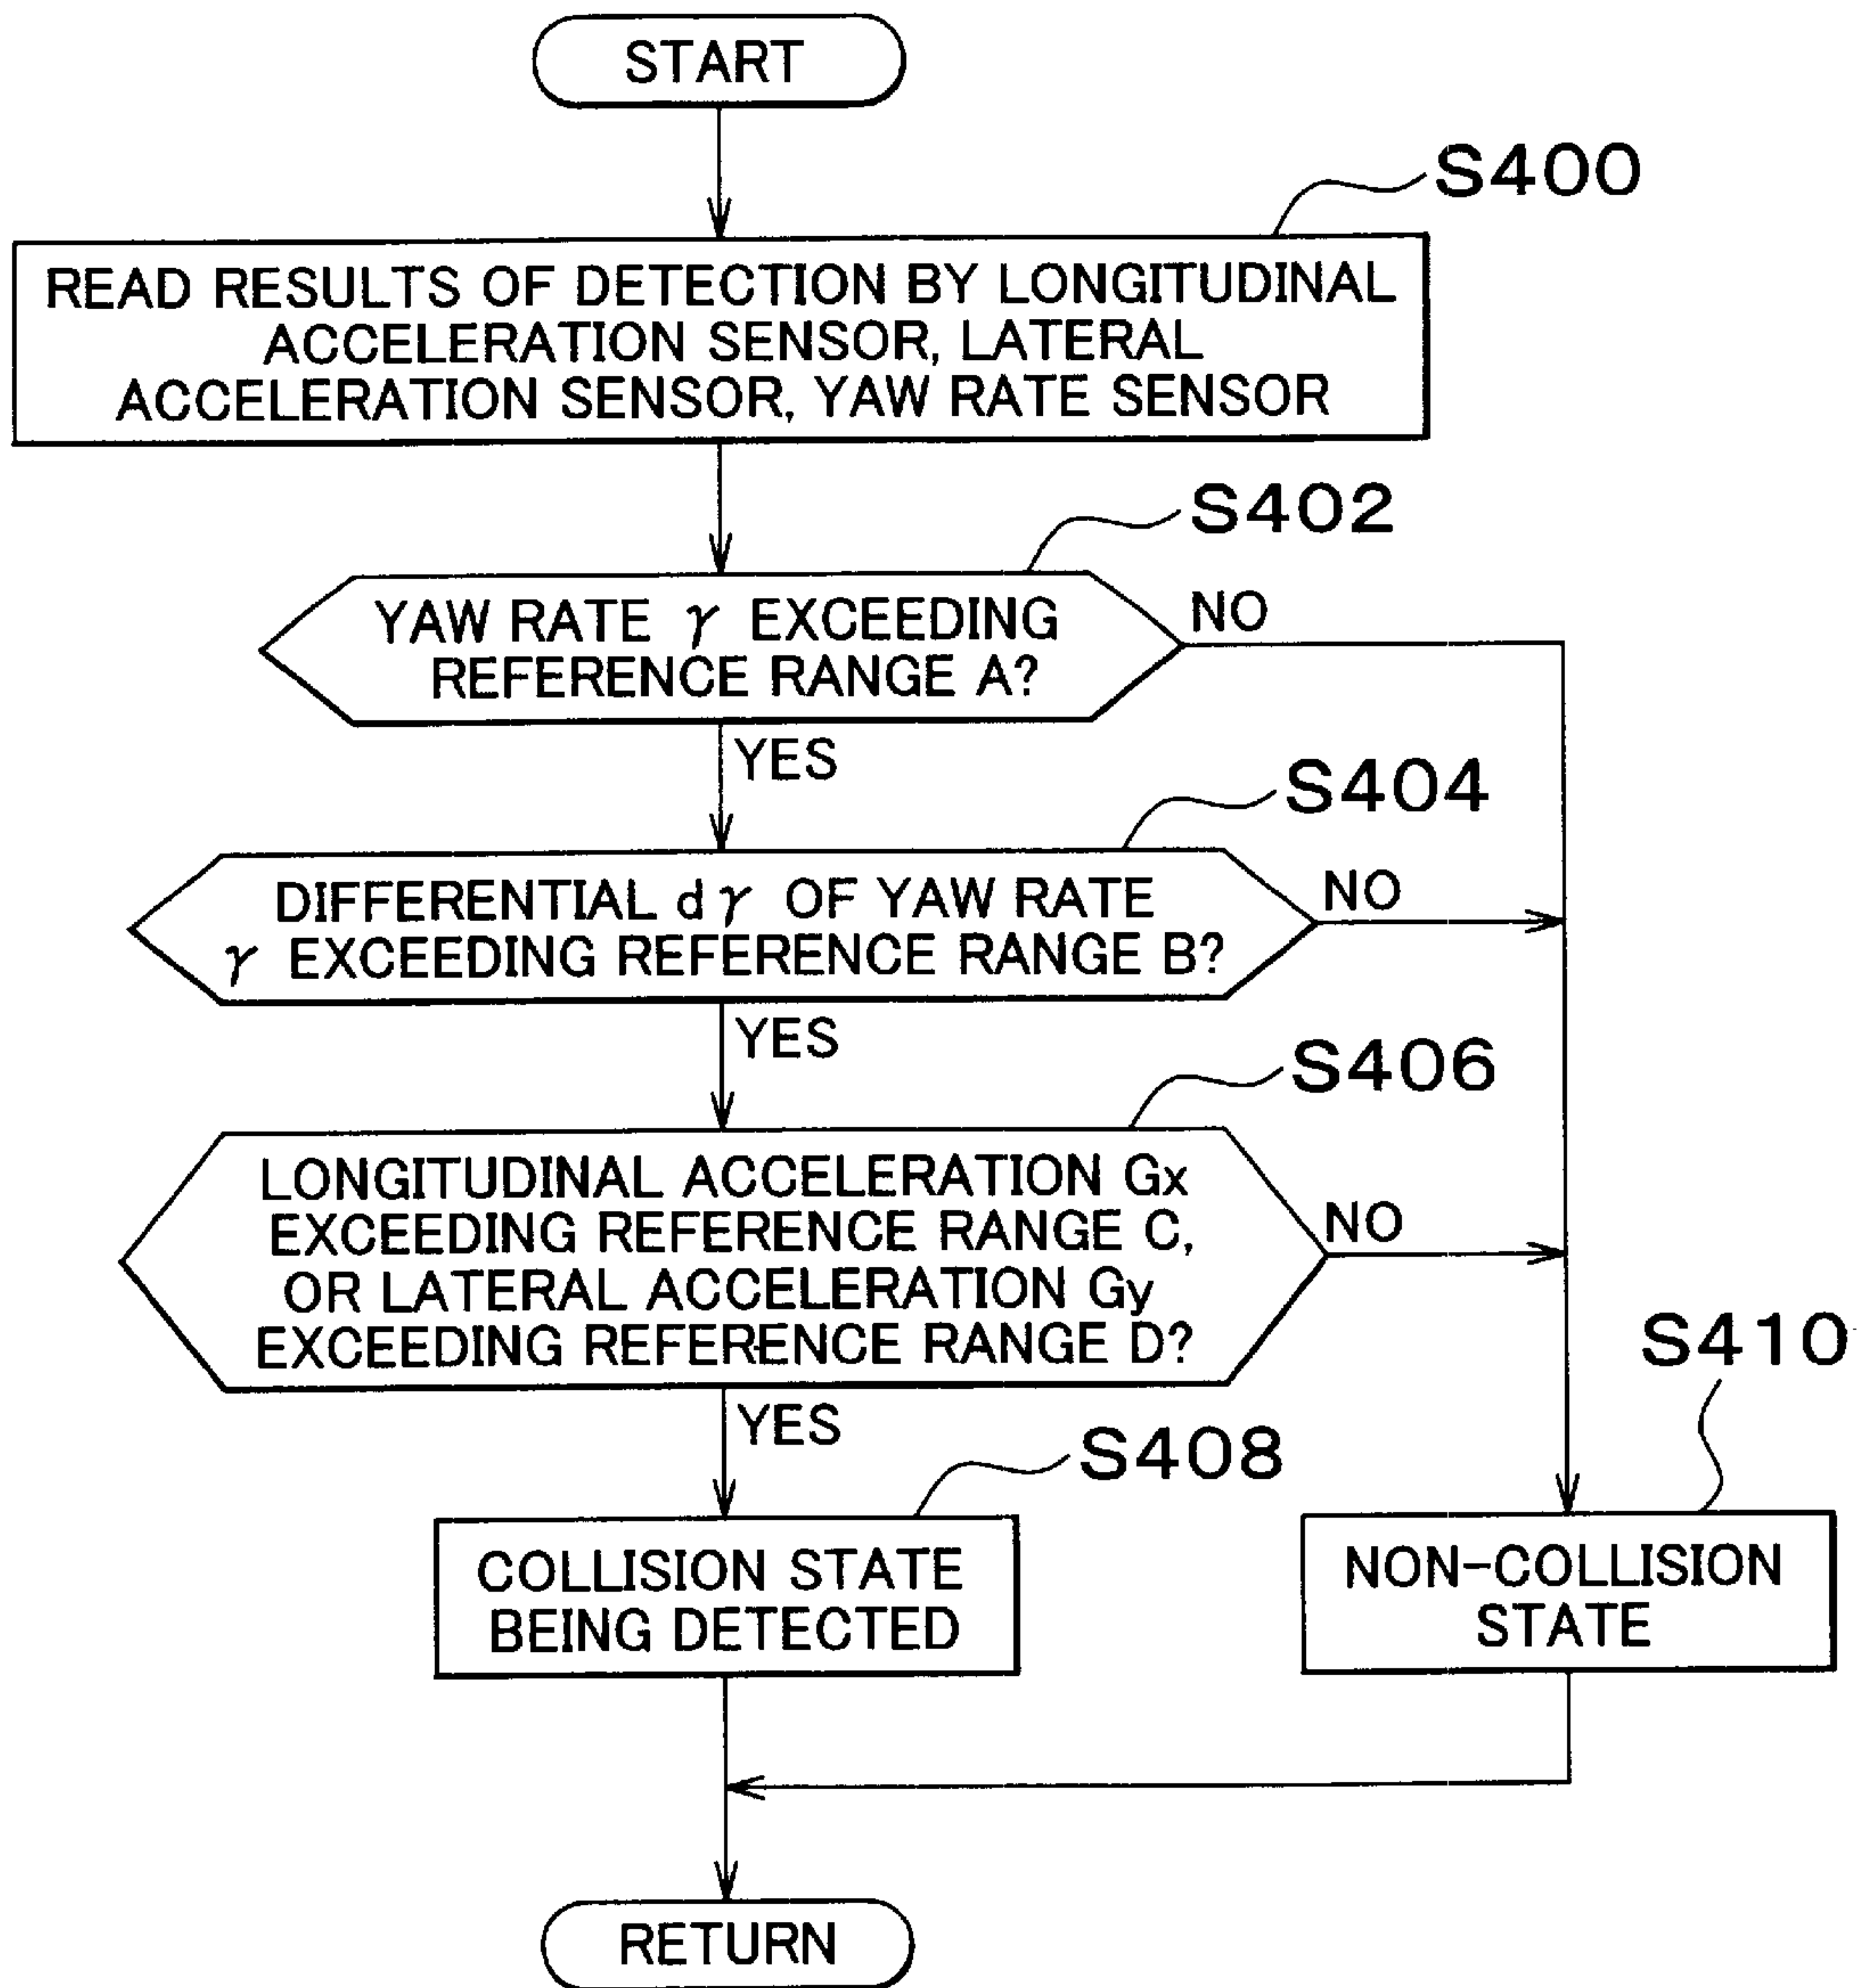 START
S400
READ RESULTS OF DETECTION BY LONGITUDINAL
ACCELERATION SENSOR, LATERAL
ACCELERATION SENSOR, YAW RATE SENSOR
S402
YAW RATE γ EXCEEDING
REFERENCE RANGE A?
NO
YES
S404
DIFFERENTIAL dγ OF YAW RATE
γ EXCEEDING REFERENCE RANGE B?
NO
YES
S406
LONGITUDINAL ACCELERATION Gx
EXCEEDING REFERENCE RANGE C,
OR LATERAL ACCELERATION Gy
EXCEEDING REFERENCE RANGE D?
NO
YES
S410
S408
COLLISION STATE
BEING DETECTED
NON-COLLISION
STATE
RETURN